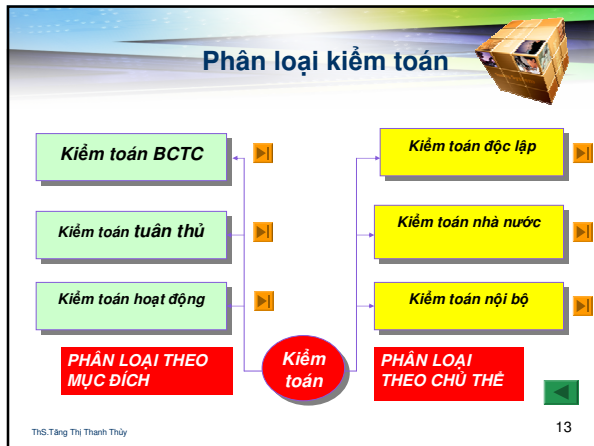 Phân loại kiểm toán
Kiểm toán BCTC
Kiểm toán tuân thủ
Kiểm toán hoạt động
PHÂN LOẠI THEO
MỤC ĐÍCH
Kiểm
toán
Kiểm toán độc lập
Kiểm toán nhà nước
Kiểm toán nội bộ
PHÂN LOẠI
THEO CHỦ THỂ
ThS.Tăng Thị Thanh Thủy
13